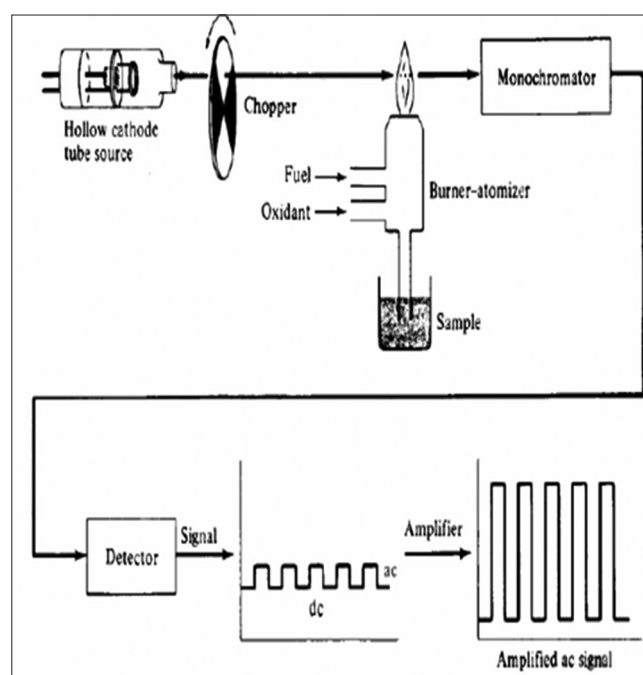 Hollow cathode
tube source
Chopper
Monochromator
Fuel
Oxidant
Burner–atomizer
Sample
Detector
Signal
ac
dc
Amplifier
Amplified ac signal